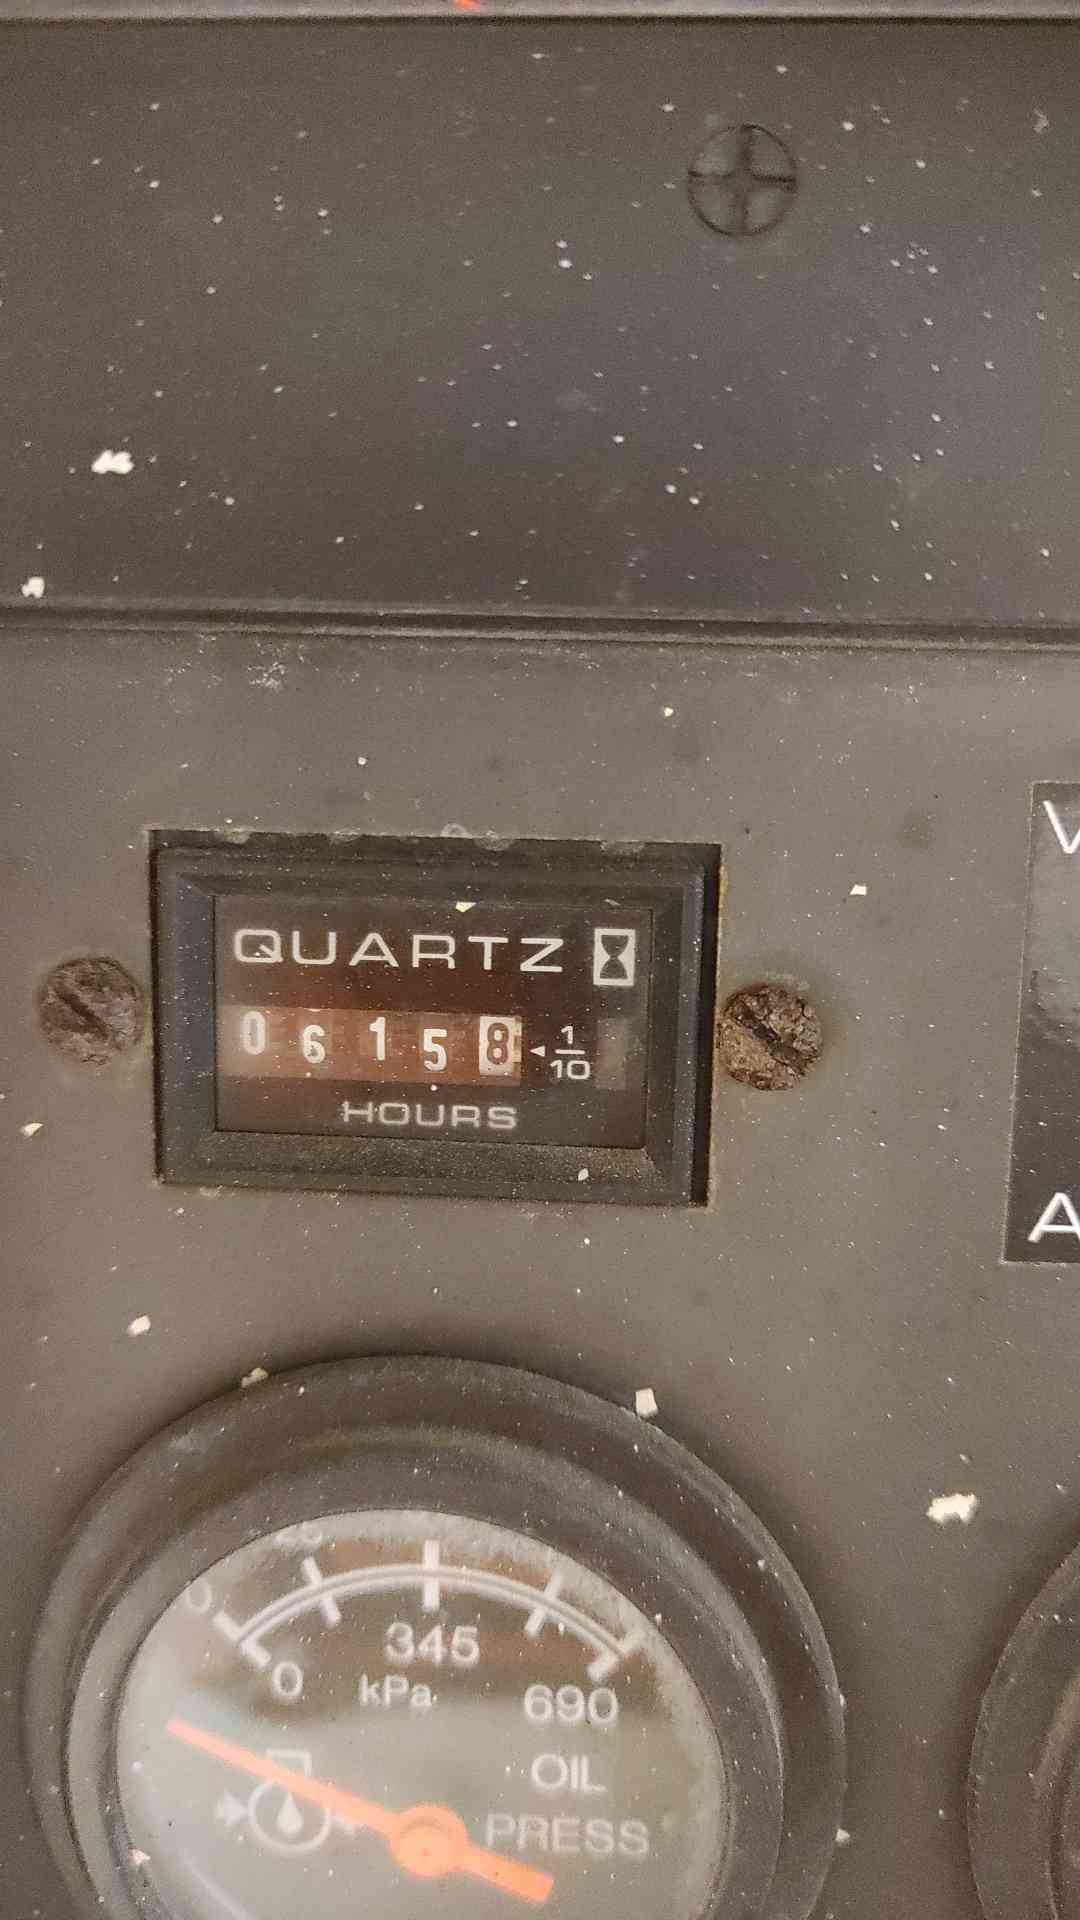 QUARTZ
0 6 1 5 8 1/10
HOURS
V
A
345
0
kPa
690
OIL
PRESS